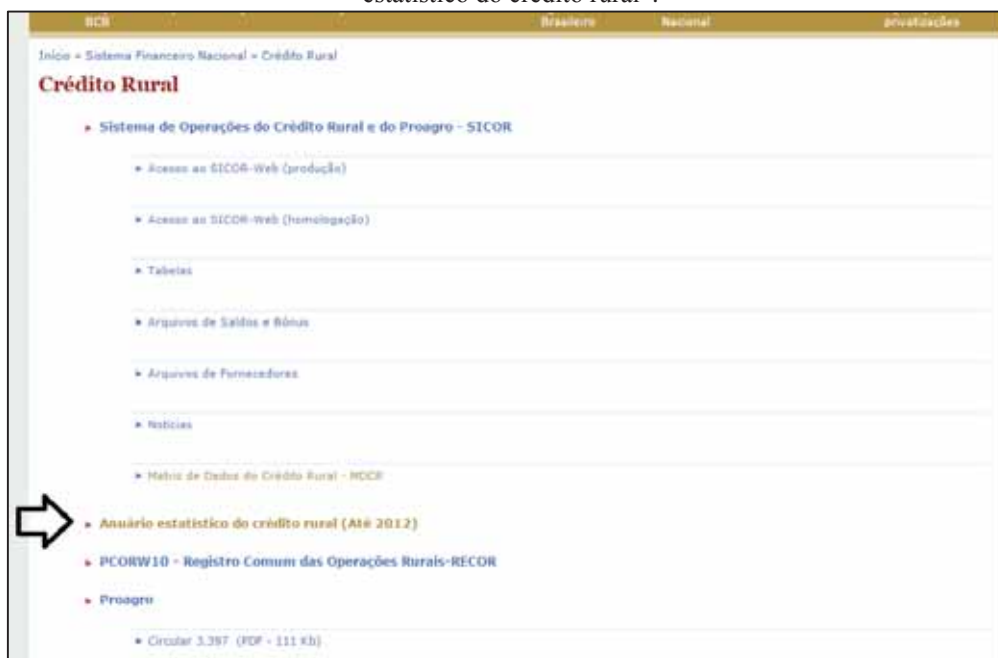 estatístico do crédito rural
BCB
Brasileiro
Nacional
privatizações
Início » Sistema Financeiro Nacional » Crédito Rural
Crédito Rural
Sistema de Operações do Crédito Rural e do Proagro - SICOR
Acesso ao SICOR-Web (produção)
Acesso ao SICOR-Web (homologação)
Tabelas
Arquivos de Saldos e Bônus
Arquivos de Fornecedores
Notícias
Matriz de Dados do Crédito Rural - MDCR
Anuário estatístico do crédito rural (Até 2012)
PCORW10 - Registro Comum das Operações Rurais-RECOR
Proagro
Circular 3.397 (PDF - 111 Kb)